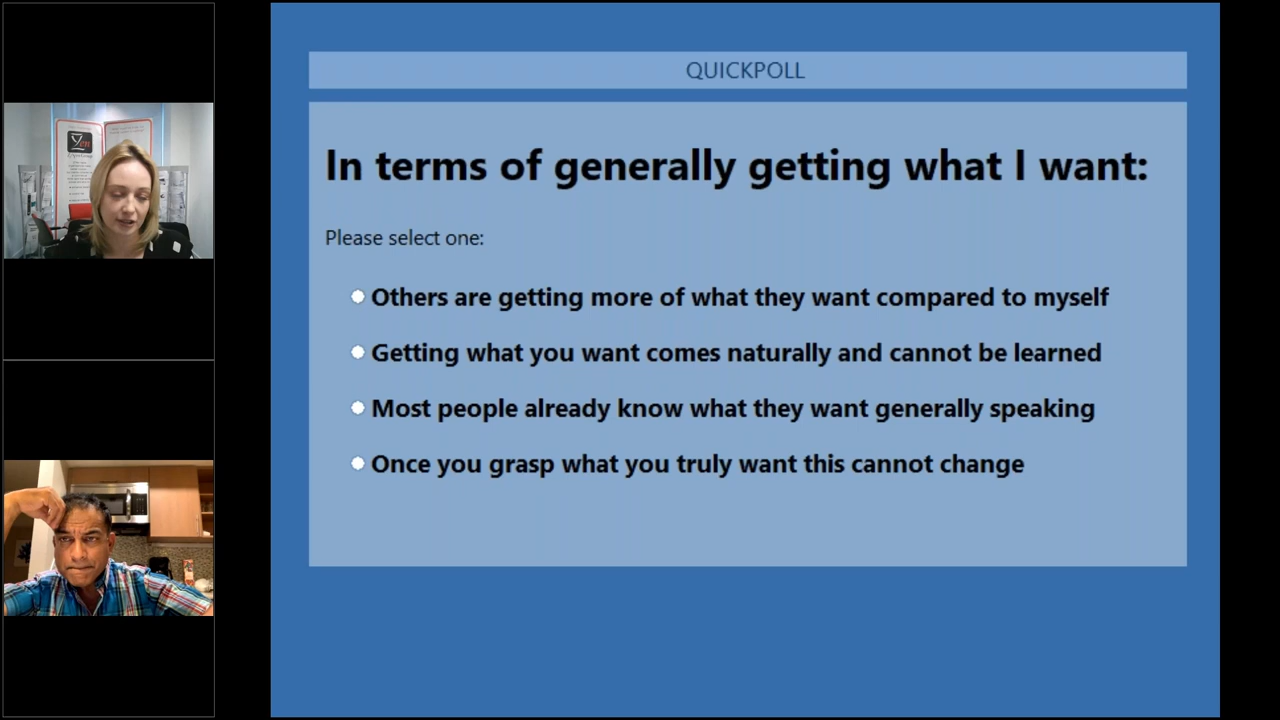 QUICKPOLL
In terms of generally getting what I want:
Please select one:
Others are getting more of what they want compared to myself
Getting what you want comes naturally and cannot be learned
Most people already know what they want generally speaking
Once you grasp what you truly want this cannot change